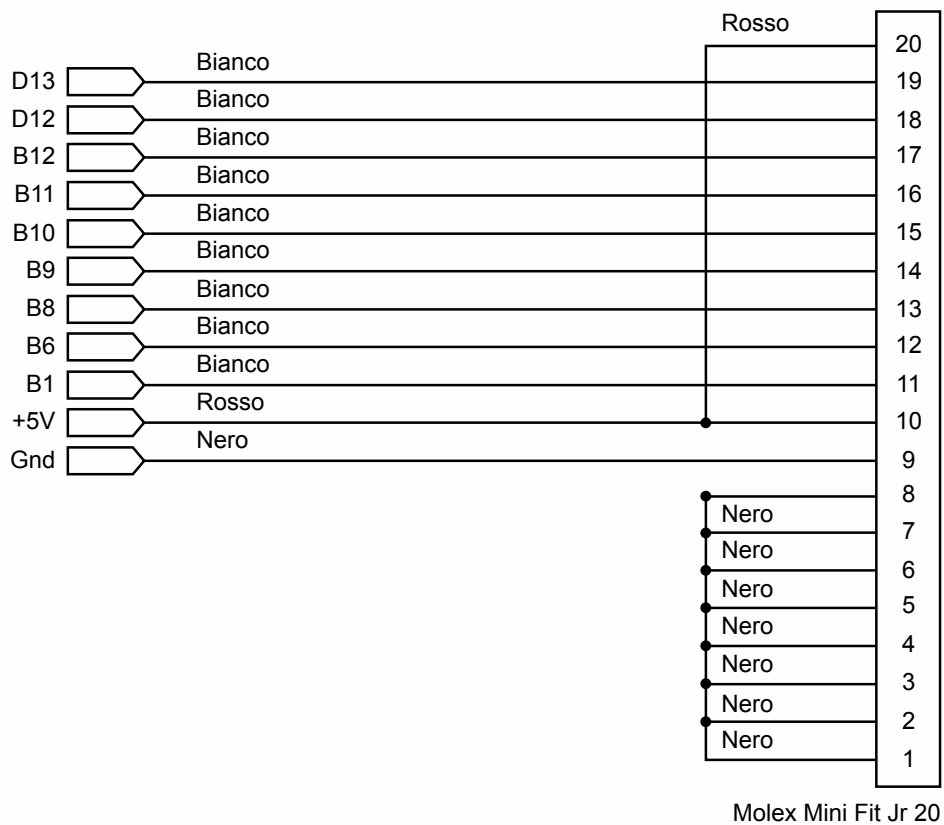 Rosso
20
Bianco
D13 19
Bianco
D12 18
Bianco
B12 17
Bianco
B11 16
Bianco
B10 15
Bianco
B9 14
Bianco
B8 13
Bianco
B6 12
Bianco
B1 11
Rosso
+5V 10
Nero
Gnd 9
8
Nero
7
Nero
6
Nero
5
Nero
4
Nero
3
Nero
2
Nero
1
Molex Mini Fit Jr 20